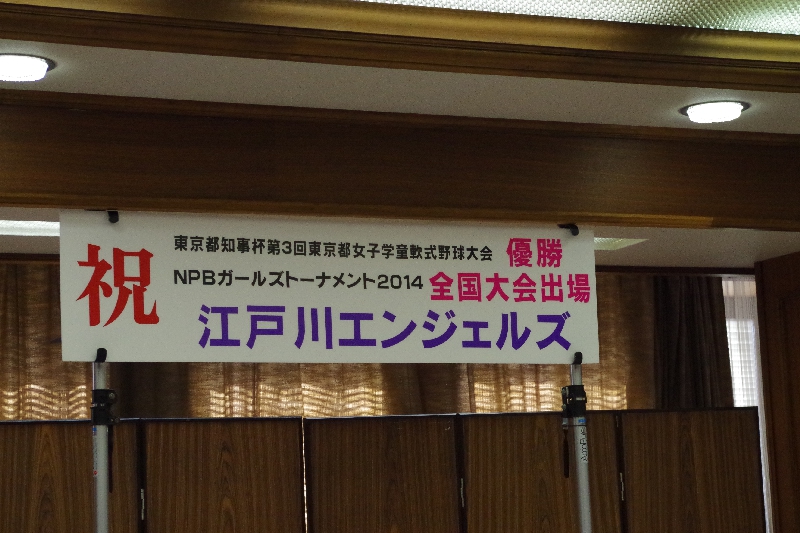 祝
東京都知事杯第3回東京都女子学童軟式野球大会 優勝
NPBガールズトーナメント2014 全国大会出場
江戸川エンジェルズ